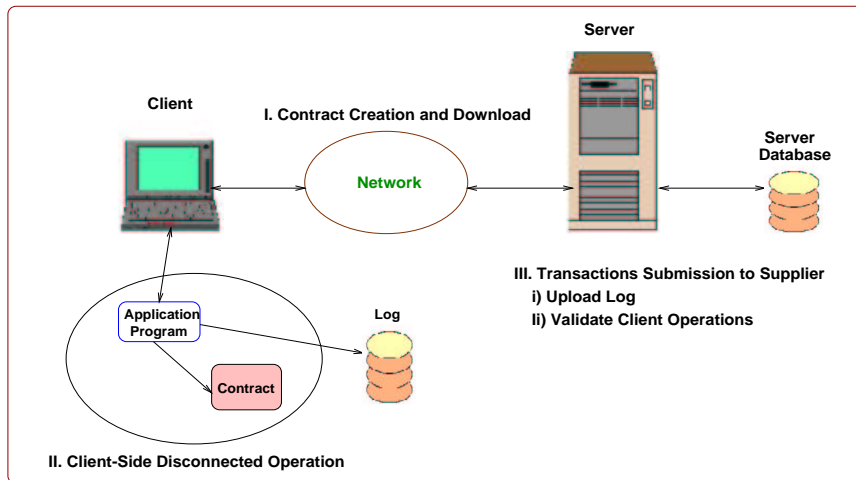 Server
Client
I. Contract Creation and Download
Server
Database
Network
III. Transactions Submission to Supplier
i) Upload Log
Ii) Validate Client Operations
Application
Program
Log
Contract
II. Client-Side Disconnected Operation